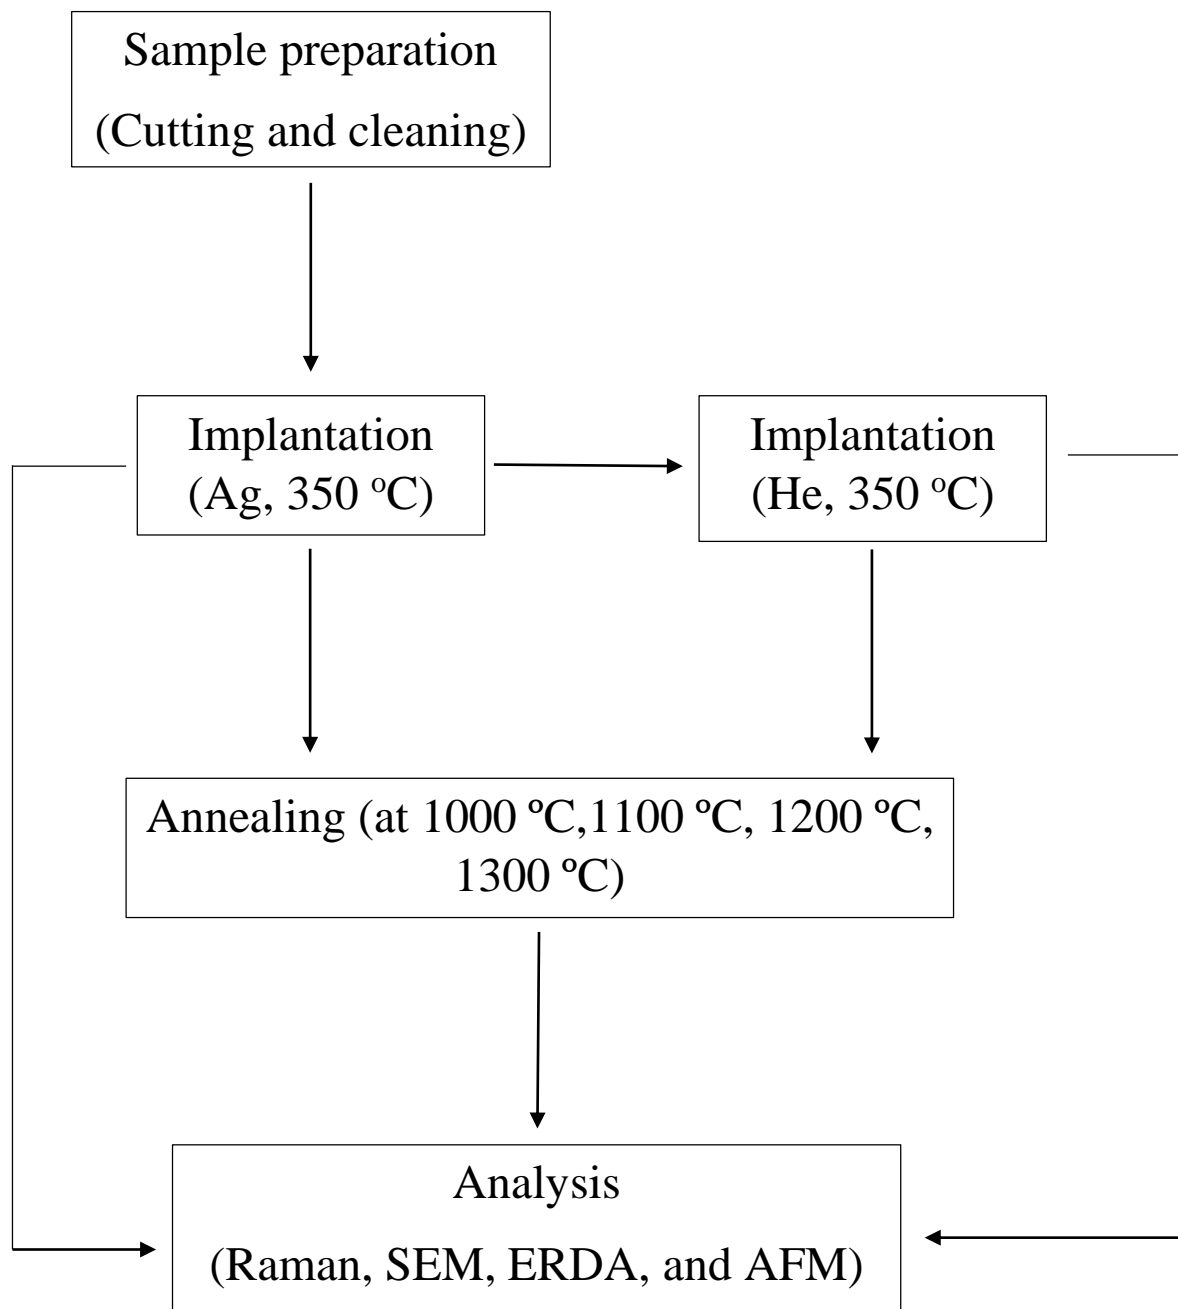 Sample preparation
(Cutting and cleaning)
Implantation
(Ag, 350 ºC)
Implantation
(He, 350 ºC)
Annealing (at 1000 ºC,1100 ºC, 1200 ºC,
1300 ºC)
Analysis
(Raman, SEM, ERDA, and AFM)